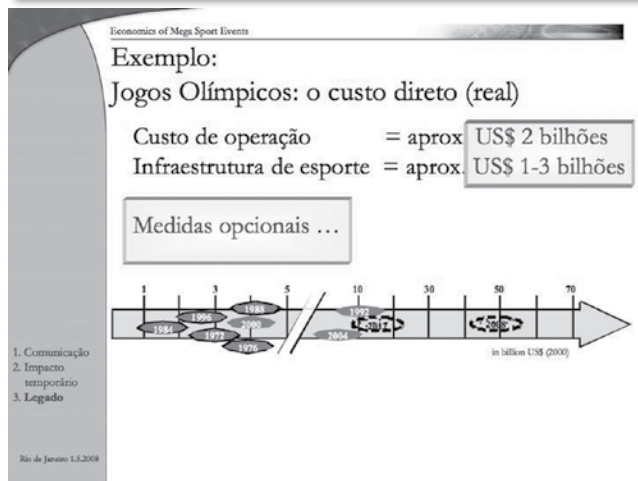 Economics of Mega Sport Events
Exemplo:
Jogos Olímpicos: o custo direto (real)
Custo de operação = aprox US$ 2 bilhões
Infraestrutura de esporte = aprox. US$ 1-3 bilhões
Medidas opcionais ...
1 3 5 10 30 50 70
1988
1996 1992
1984 2000 2008
1972 2004
1976
in billion US$ (2000)
1. Comunicação
2. Impacto
temporário
3. Legado
Rio de Janeiro 1.5.2008